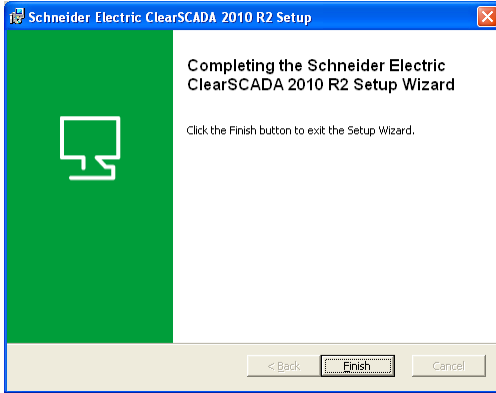 Schneider Electric ClearSCADA 2010 R2 Setup
Completing the Schneider Electric
ClearSCADA 2010 R2 Setup Wizard
Click the Finish button to exit the Setup Wizard.
< Back Finish Cancel